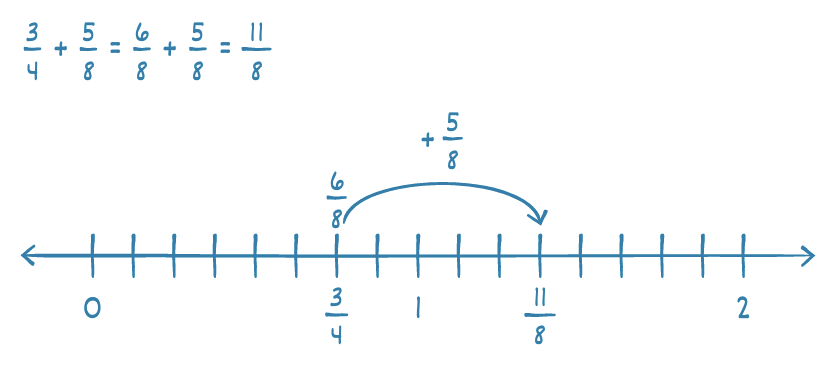 3/4 + 5/8 = 6/8 + 5/8 = 11/8
+ 5/8
6/8
0 3/4 1 11/8 2